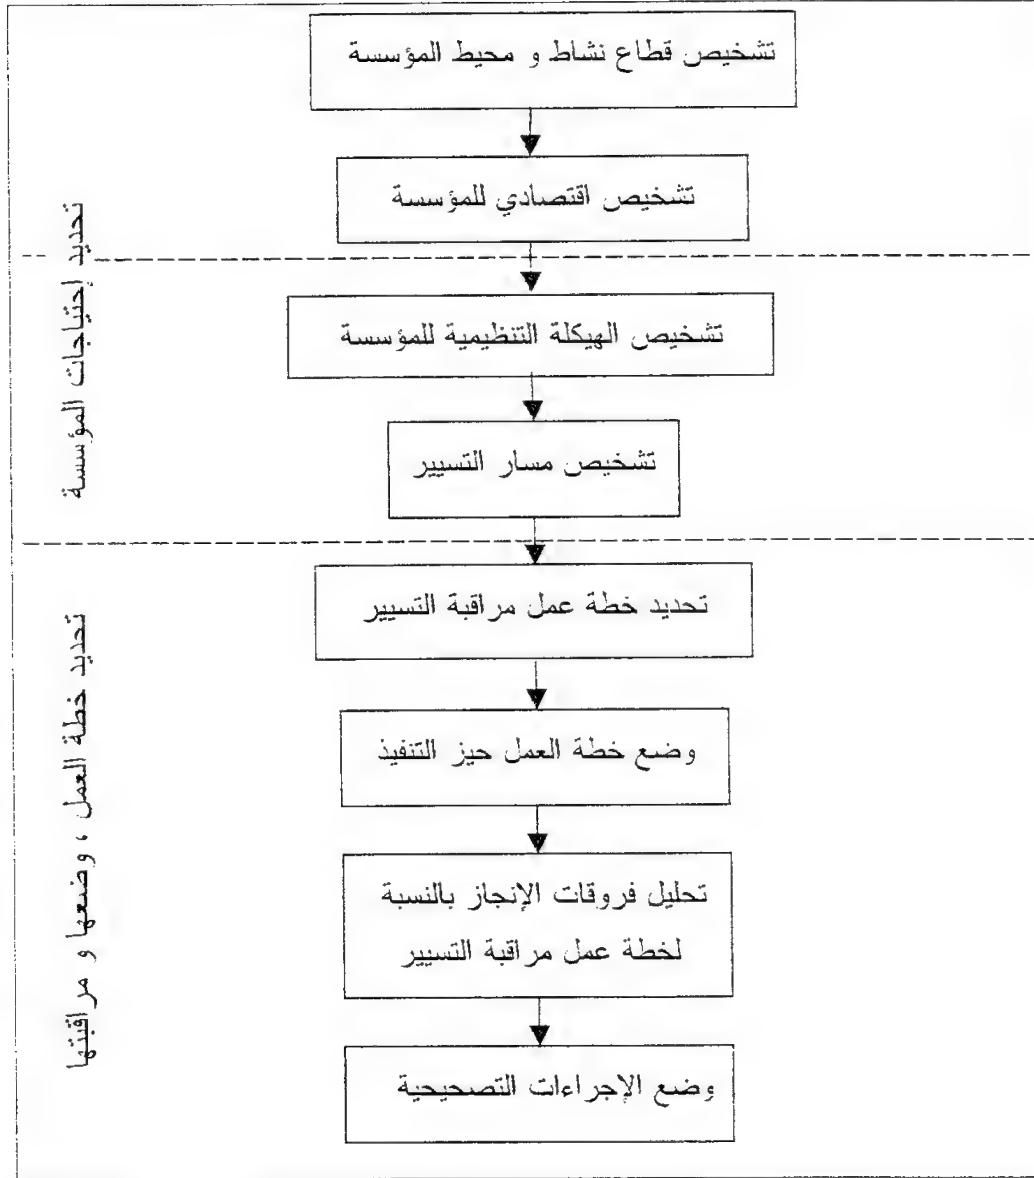 تشخيص قطاع نشاط و محيط المؤسسة
تشخيص اقتصادي للمؤسسة
تحديد إحتياجات المؤسسة
تشخيص الهيكلة التنظيمية للمؤسسة
تشخيص مسار التسيير
تحديد خطة العمل ، وضعها و مراقبتها
تحديد خطة عمل مراقبة التسيير
وضع خطة العمل حيز التنفيذ
تحليل فروقات الإنجاز بالنسبة
لخطة عمل مراقبة التسيير
وضع الإجراءات التصحيحية